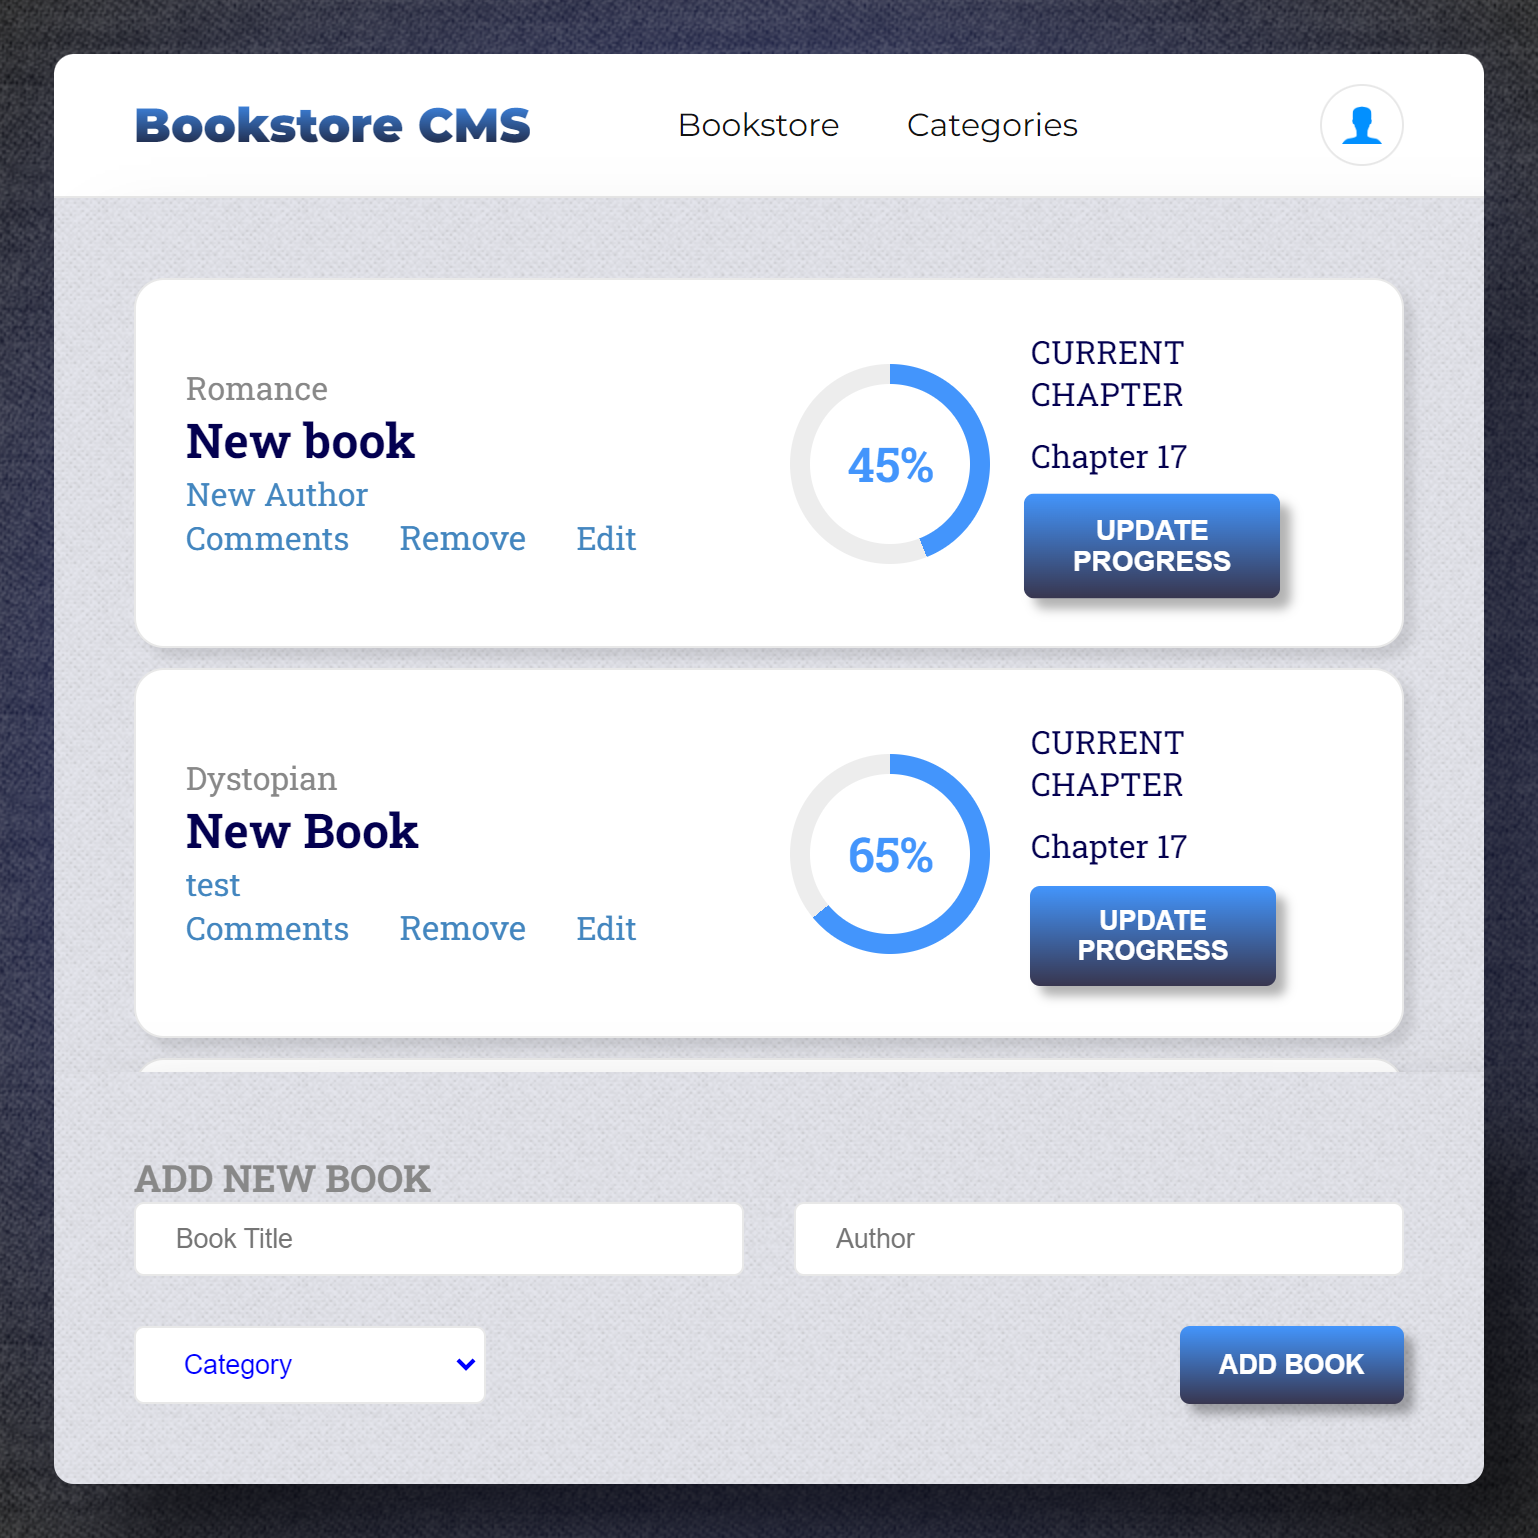 Bookstore CMS
Bookstore
Categories
Romance
New book
New Author
Comments Remove Edit
45%
CURRENT
CHAPTER
Chapter 17
UPDATE
PROGRESS
Dystopian
New Book
test
Comments Remove Edit
65%
CURRENT
CHAPTER
Chapter 17
UPDATE
PROGRESS
ADD NEW BOOK
Book Title
Author
Category
ADD BOOK